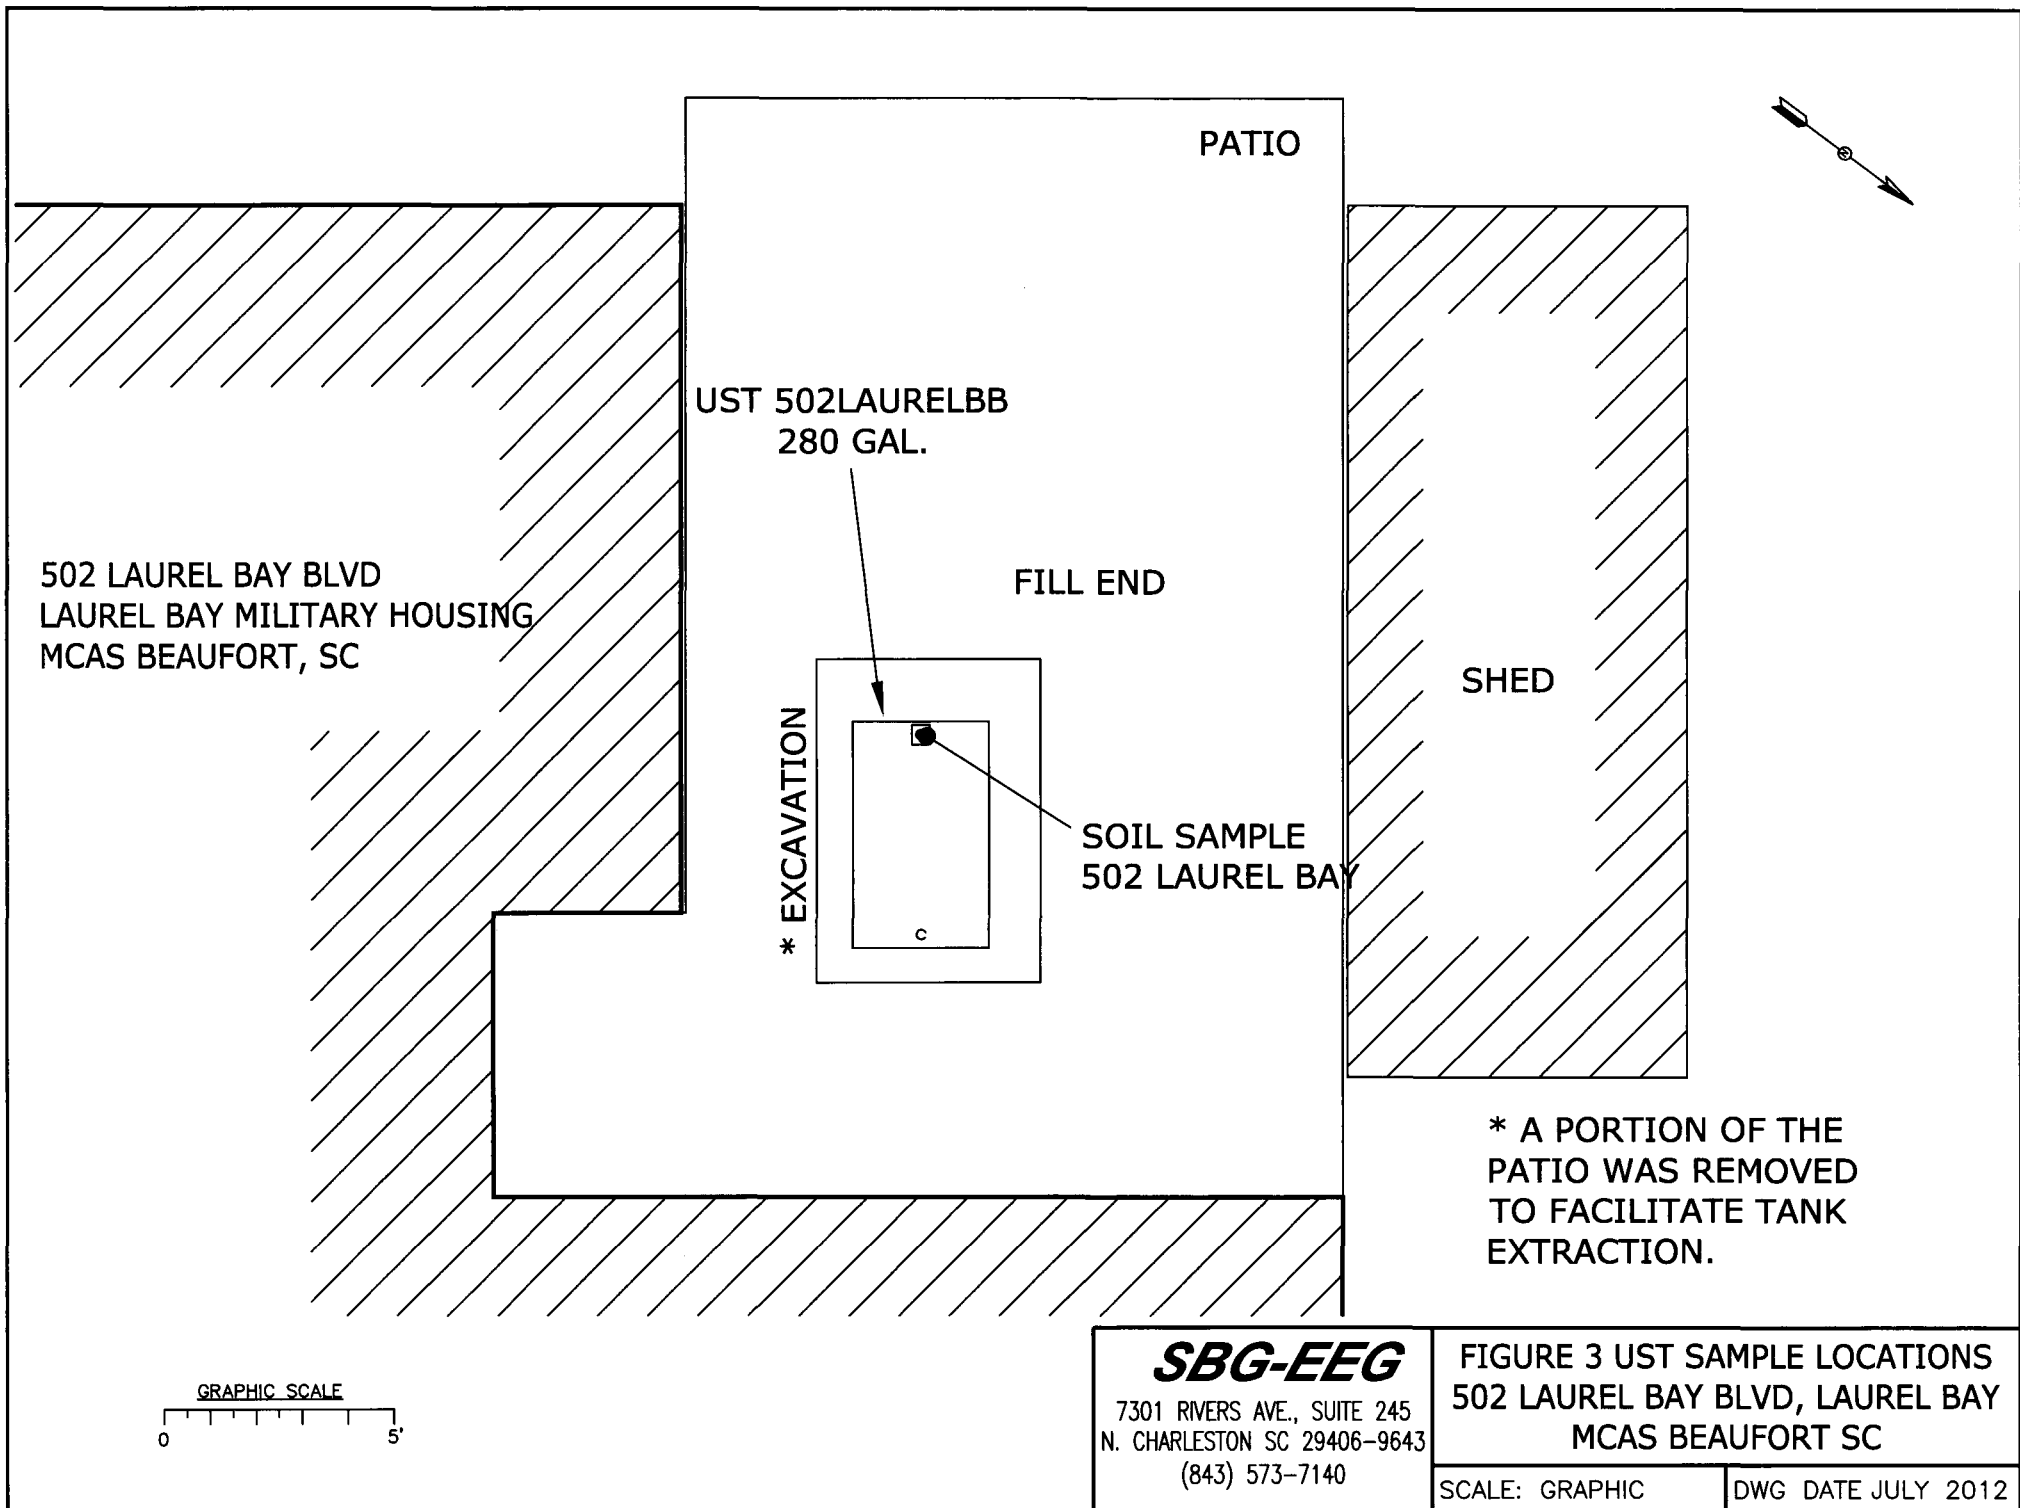 PATIO
N
UST 502LAURELBB
280 GAL.
502 LAUREL BAY BLVD
LAUREL BAY MILITARY HOUSING
MCAS BEAUFORT, SC
FILL END
SHED
* EXCAVATION
SOIL SAMPLE
502 LAUREL BAY
C
* A PORTION OF THE
PATIO WAS REMOVED
TO FACILITATE TANK
EXTRACTION.
GRAPHIC SCALE
0 5'
SBG-EEG
7301 RIVERS AVE., SUITE 245
N. CHARLESTON SC 29406-9643
(843) 573-7140
FIGURE 3 UST SAMPLE LOCATIONS
502 LAUREL BAY BLVD, LAUREL BAY
MCAS BEAUFORT SC
SCALE: GRAPHIC
DWG DATE JULY 2012